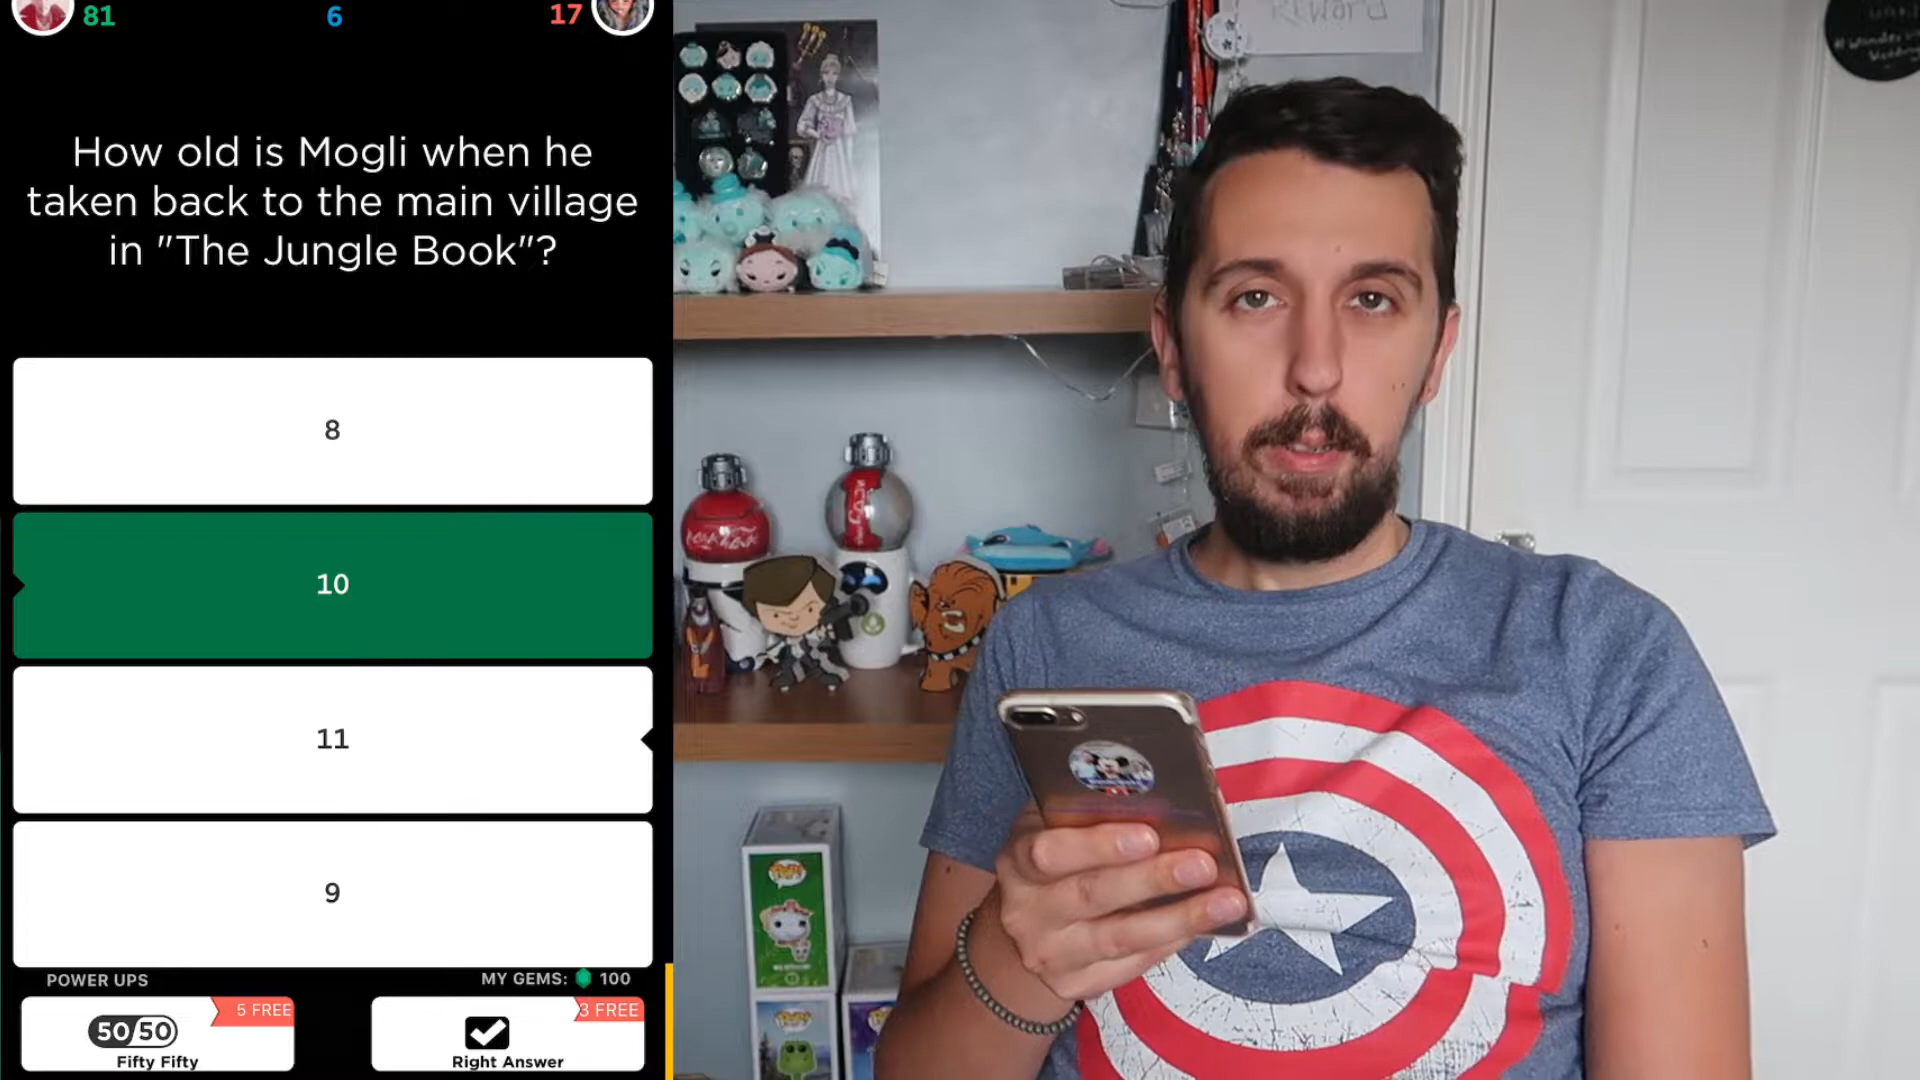 81
6
17
How old is Mogli when he
taken back to the main village
in "The Jungle Book"?
8
10
11
9
POWER UPS
MY GEMS: 100
5 FREE
3 FREE
50/50
Fifty Fifty
Right Answer
REWARD